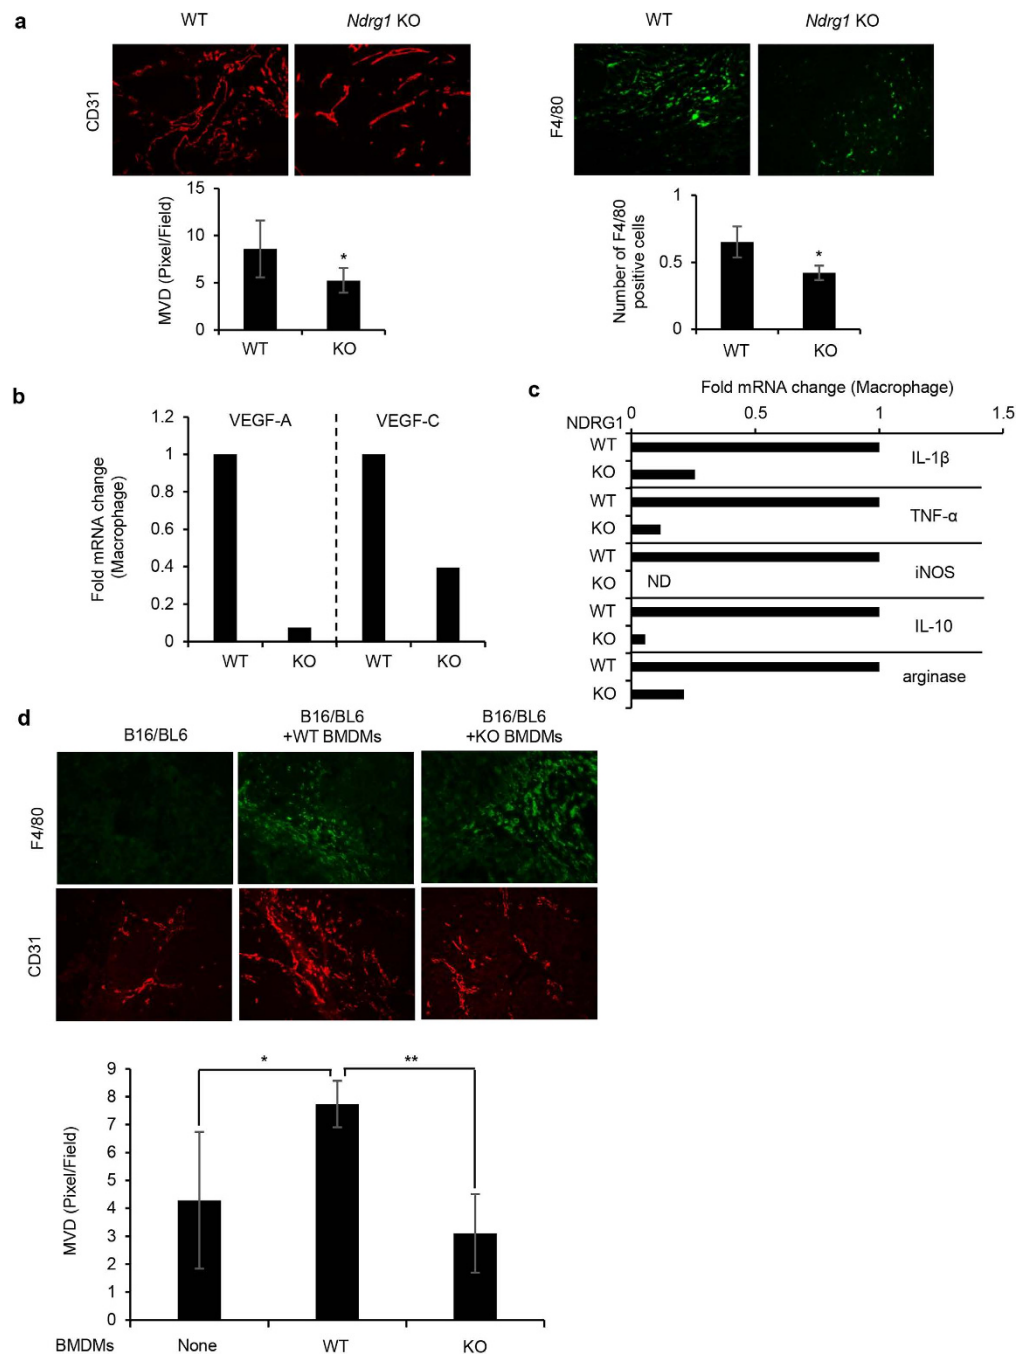 a
WT
Ndrg1 KO
WT
Ndrg1 KO
CD31
F4/80
MVD (Pixel/Field)
15
10
5
0
*
WT
KO
Number of F4/80
positive cells
1
0.5
0
*
WT
KO
b
Fold mRNA change
(Macrophage)
1.2
1
0.8
0.6
0.4
0.2
0
VEGF-A
VEGF-C
WT
KO
WT
KO
c
Fold mRNA change (Macrophage)
0
0.5
1
1.5
NDRG1
WT
KO
IL-1β
WT
KO
TNF-α
WT
KO
ND
iNOS
WT
KO
IL-10
WT
KO
arginase
d
B16/BL6
B16/BL6
+WT BMDMs
B16/BL6
+KO BMDMs
F4/80
CD31
MVD (Pixel/Field)
9
8
7
6
5
4
3
2
1
0
*
**
BMDMs
None
WT
KO